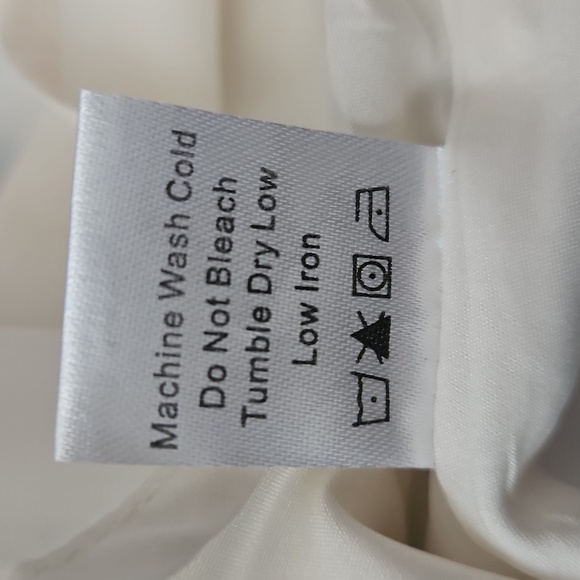 Machine Wash Cold
Do Not Bleach
Tumble Dry Low
Low Iron